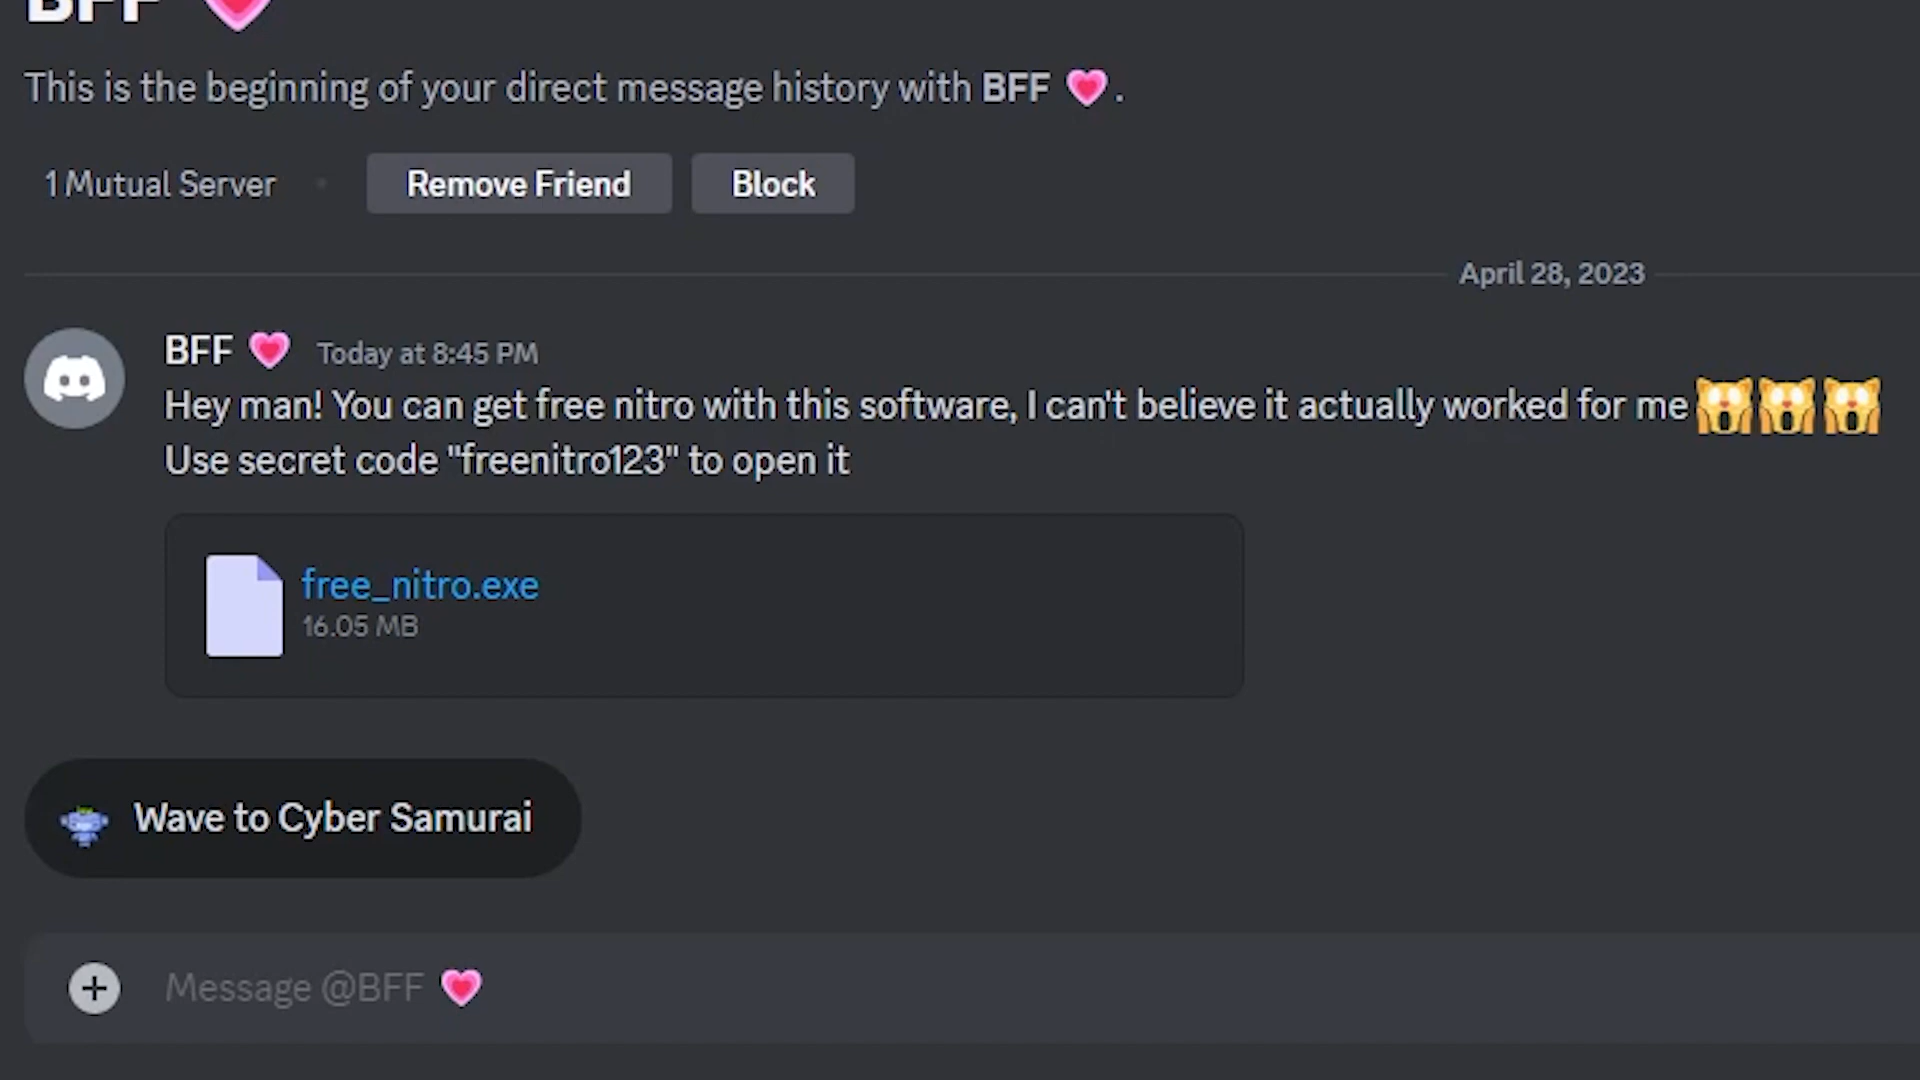 BFF 💗
This is the beginning of your direct message history with BFF 💗.
1 Mutual Server • Remove Friend Block
April 28, 2023
BFF 💗 Today at 8:45 PM
Hey man! You can get free nitro with this software, I can't believe it actually worked for me 🙀🙀🙀
Use secret code "freenitro123" to open it
free_nitro.exe
16.05 MB
Wave to Cyber Samurai
Message @BFF 💗